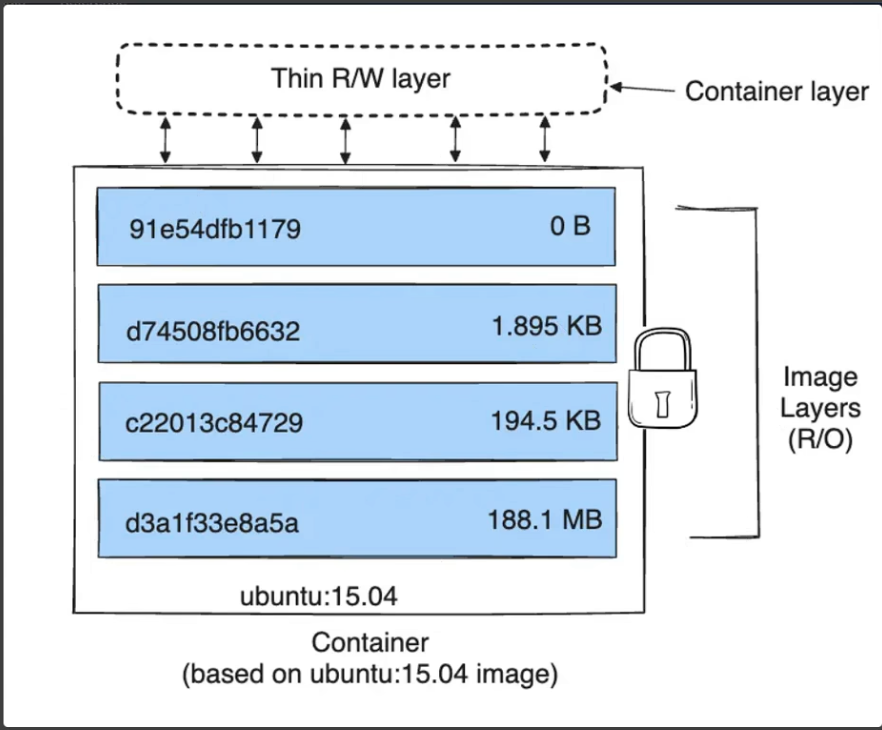 Thin R/W layer
Container layer
91e54dfb1179 0 B
d74508fb6632 1.895 KB
c22013c84729 194.5 KB
d3a1f33e8a5a 188.1 MB
Image
Layers
(R/O)
ubuntu:15.04
Container
(based on ubuntu:15.04 image)